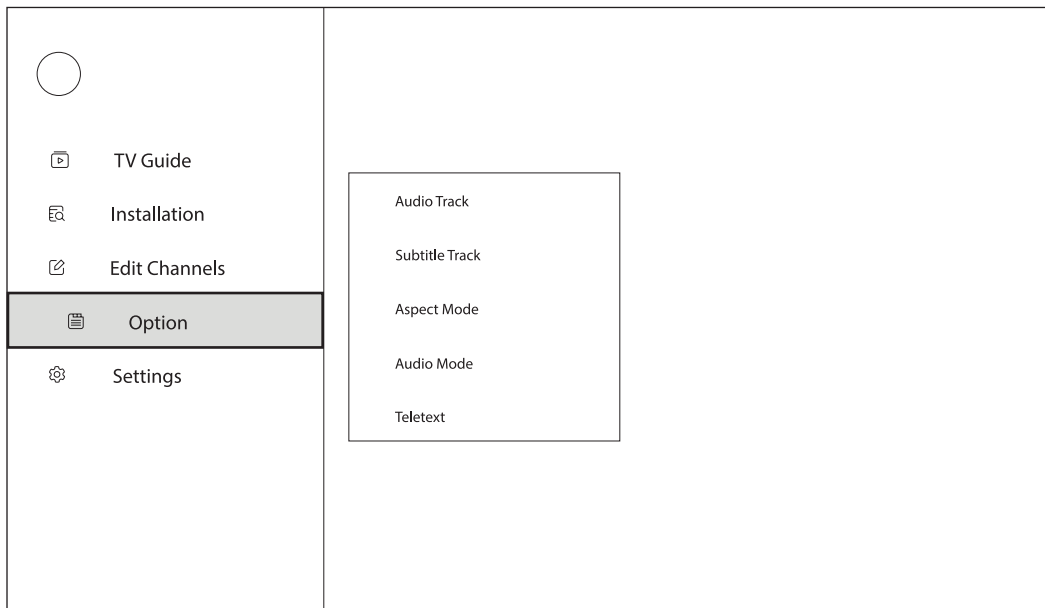 TV Guide
Installation
Edit Channels
Option
Settings
Audio Track
Subtitle Track
Aspect Mode
Audio Mode
Teletext